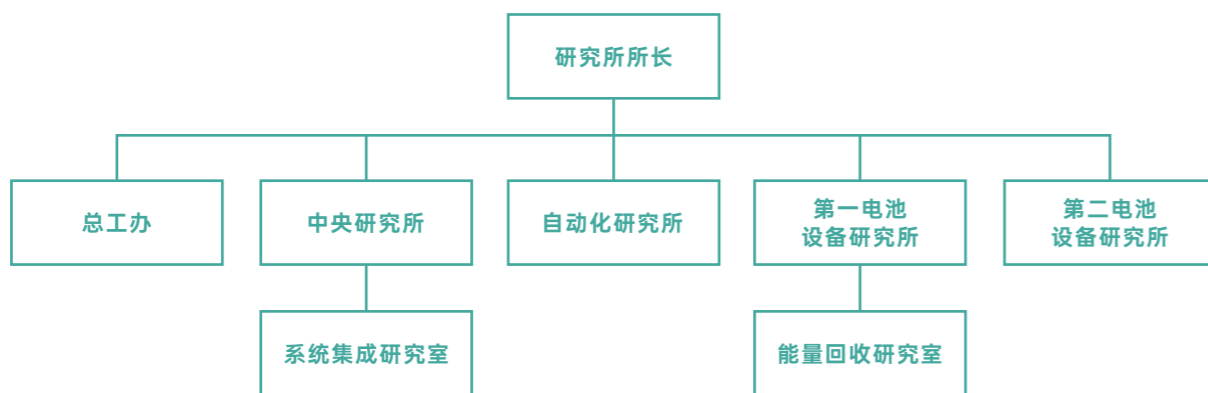 研究所所长
总工办
中央研究所
自动化研究所
第一电池
设备研究所
第二电池
设备研究所
系统集成研究室
能量回收研究室